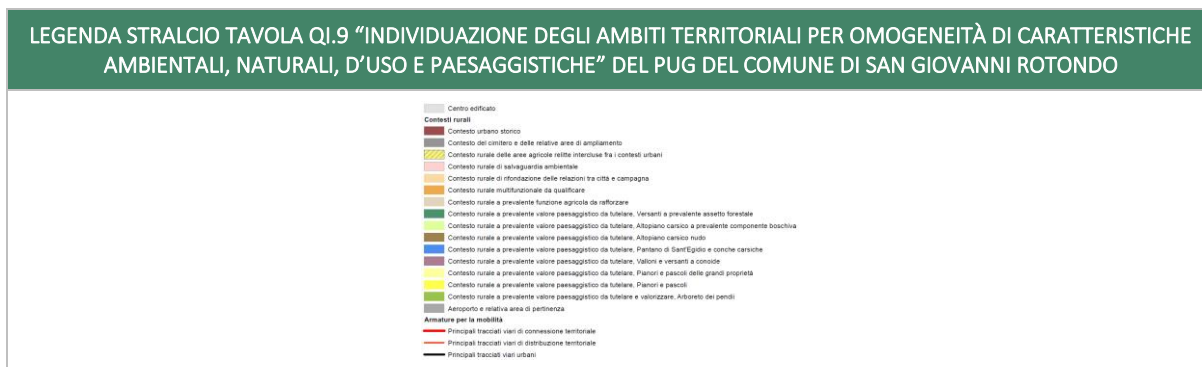 LEGENDA STRALCIO TAVOLA QI.9 “INDIVIDUAZIONE DEGLI AMBITI TERRITORIALI PER OMOGENEITÀ DI CARATTERISTICHE
AMBIENTALI, NATURALI, D’USO E PAESAGGISTICHE” DEL PUG DEL COMUNE DI SAN GIOVANNI ROTONDO
Centro edificato
Contesti rurali
Contesto urbano storico
Contesto del cimitero e delle relative aree di ampliamento
Contesto rurale delle aree agricole relitte intercluse fra i contesti urbani
Contesto rurale di salvaguardia ambientale
Contesto rurale di rifondazione delle relazioni tra città e campagna
Contesto rurale multifunzionale da qualificare
Contesto rurale a prevalente funzione agricola da rafforzare
Contesto rurale a prevalente valore paesaggistico da tutelare, Versanti a prevalente assetto forestale
Contesto rurale a prevalente valore paesaggistico da tutelare, Altopiano carsico a prevalente componente boschiva
Contesto rurale a prevalente valore paesaggistico da tutelare, Altopiano carsico nudo
Contesto rurale a prevalente valore paesaggistico da tutelare, Pantano di Sant'Egidio e conche carsiche
Contesto rurale a prevalente valore paesaggistico da tutelare, Valloni e versanti a conoide
Contesto rurale a prevalente valore paesaggistico da tutelare, Pianori e pascoli delle grandi proprietà
Contesto rurale a prevalente valore paesaggistico da tutelare, Pianori e pascoli
Contesto rurale a prevalente valore paesaggistico da tutelare e valorizzare, Arboreto dei pendii
Aeroporto e relativa area di pertinenza
Armature per la mobilità
Principali tracciati viari di connessione territoriale
Principali tracciati viari di distribuzione territoriale
Principali tracciati viari urbani